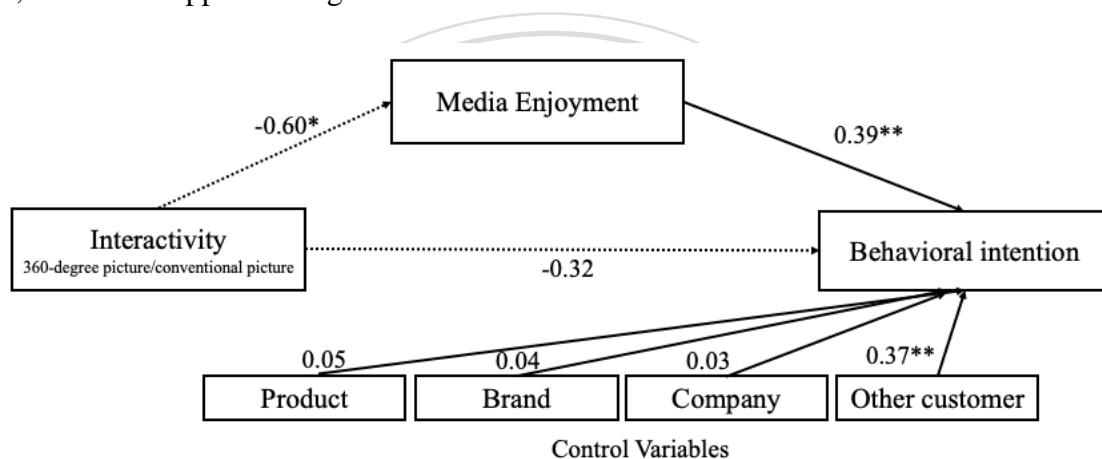 Media Enjoyment
-0.60*
0.39**
Interactivity
360-degree picture/conventional picture
-0.32
Behavioral intention
0.05
0.04
0.03
0.37**
Product
Brand
Company
Other customer
Control Variables